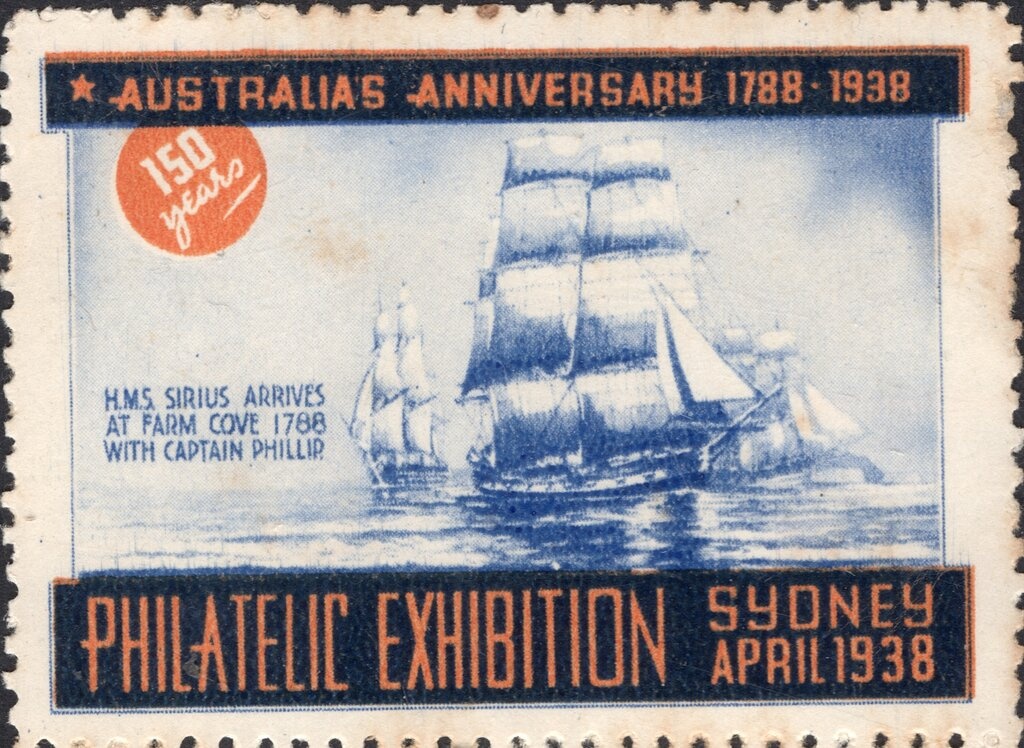 ★ AUSTRALIA'S ANNIVERSARY 1788 · 1938
150
years
H.M.S. SIRIUS ARRIVES
AT FARM COVE 1788
WITH CAPTAIN PHILLIP.
PHILATELIC EXHIBITION
SYDNEY
APRIL 1938